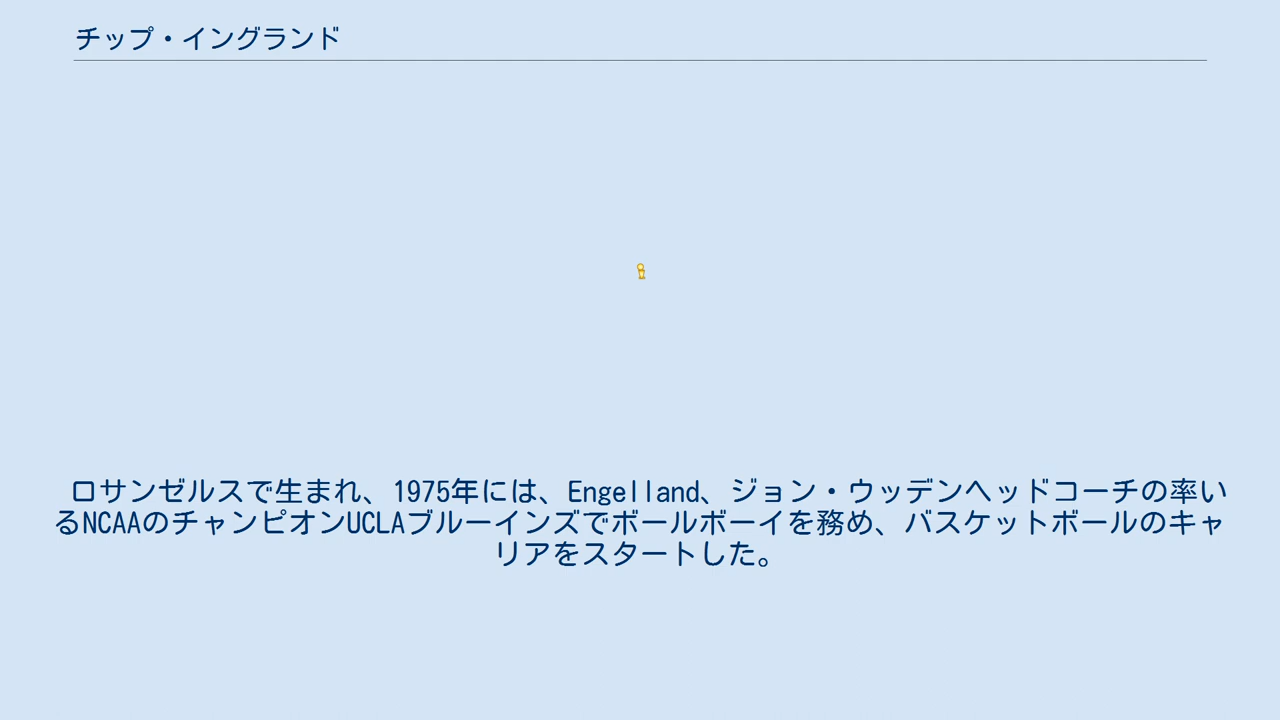 チップ・イングランド
ロサンゼルスで生まれ、1975年には、Engelland、ジョン・ウッデンヘッドコーチの率い
るNCAAのチャンピオンUCLAブルーインズでボールボーイを務め、バスケットボールのキャ
リアをスタートした。